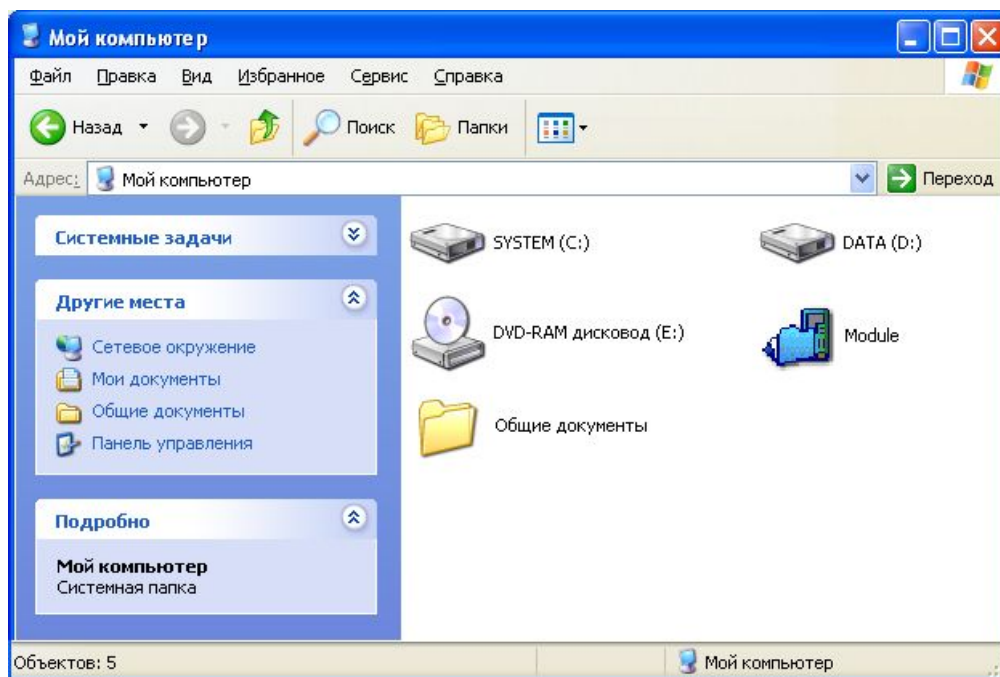 Мой компьютер
Файл Правка Вид Избранное Сервис Справка
Назад Поиск Папки
Адрес: Мой компьютер Переход
Системные задачи
Другие места
Сетевое окружение
Мои документы
Общие документы
Панель управления
Подробно
Мой компьютер
Системная папка
SYSTEM (C:) DATA (D:)
DVD-RAM дисковод (E:) Module
Общие документы
Объектов: 5 Мой компьютер